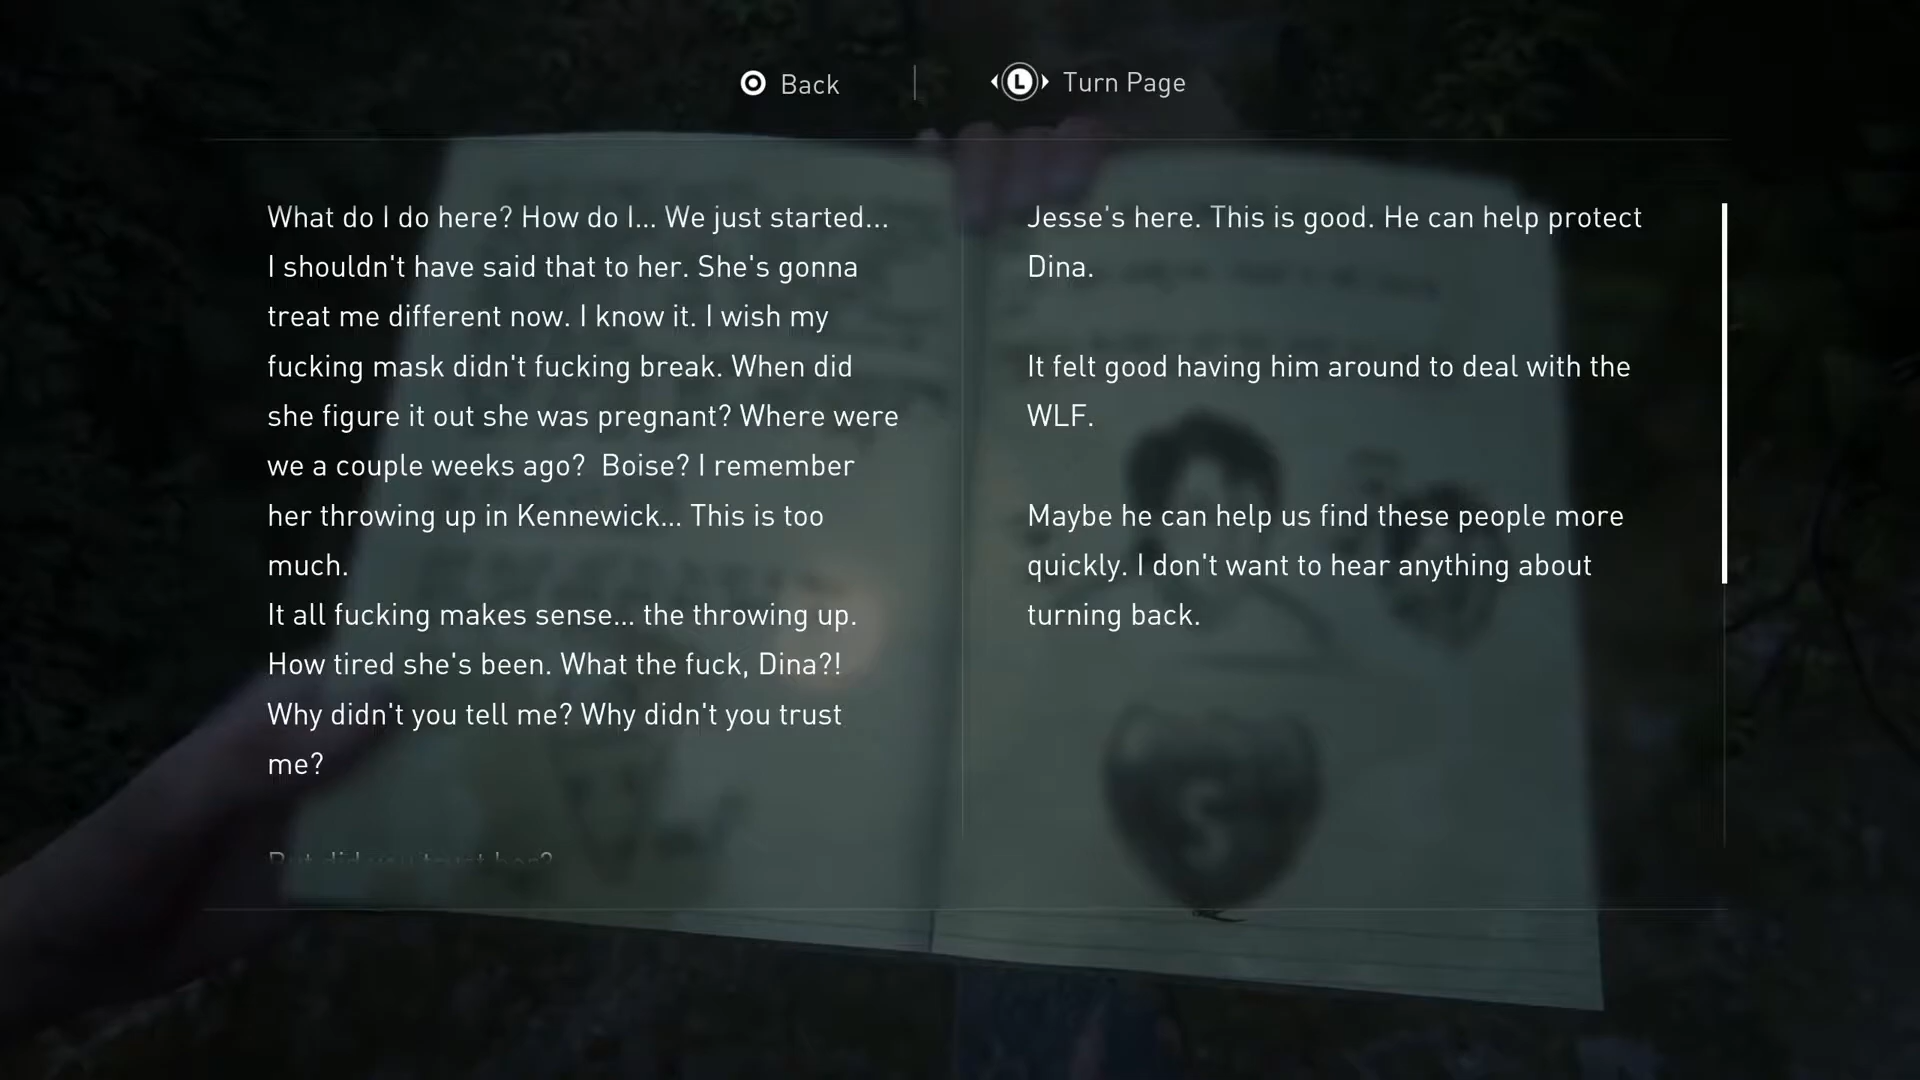 Back
L Turn Page
What do I do here? How do I... We just started...
I shouldn't have said that to her. She's gonna
treat me different now. I know it. I wish my
fucking mask didn't fucking break. When did
she figure it out she was pregnant? Where were
we a couple weeks ago?  Boise? I remember
her throwing up in Kennewick... This is too
much.
It all fucking makes sense... the throwing up.
How tired she's been. What the fuck, Dina?!
Why didn't you tell me? Why didn't you trust
me?
But did you trust her?
Jesse's here. This is good. He can help protect
Dina.
It felt good having him around to deal with the
WLF.
Maybe he can help us find these people more
quickly. I don't want to hear anything about
turning back.
S